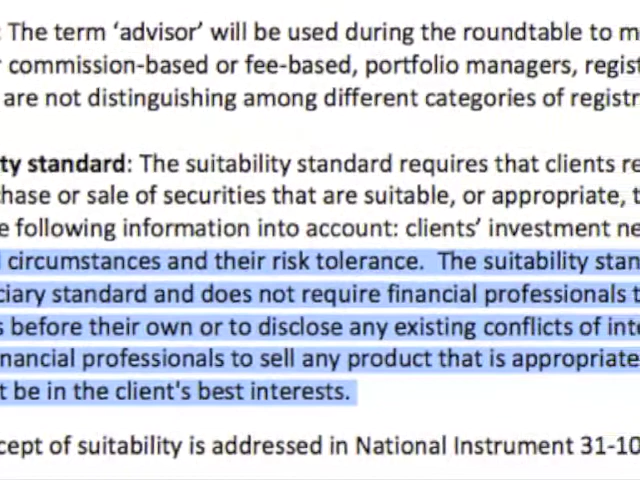 : The term ‘advisor’ will be used during the roundtable to m
commission-based or fee-based, portfolio managers, regist
are not distinguishing among different categories of registr
ty standard: The suitability standard requires that clients re
hase or sale of securities that are suitable, or appropriate, t
e following information into account: clients’ investment ne
circumstances and their risk tolerance. The suitability stan
ciary standard and does not require financial professionals t
s before their own or to disclose any existing conflicts of inte
nancial professionals to sell any product that is appropriate
t be in the client's best interests.
cept of suitability is addressed in National Instrument 31-10